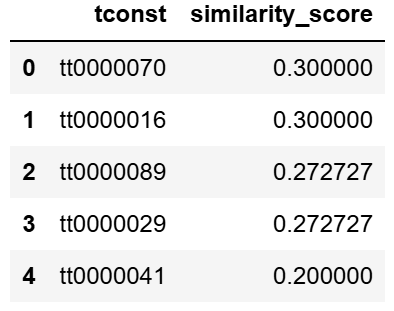 tconst similarity_score
0 tt0000070 0.300000
1 tt0000016 0.300000
2 tt0000089 0.272727
3 tt0000029 0.272727
4 tt0000041 0.200000